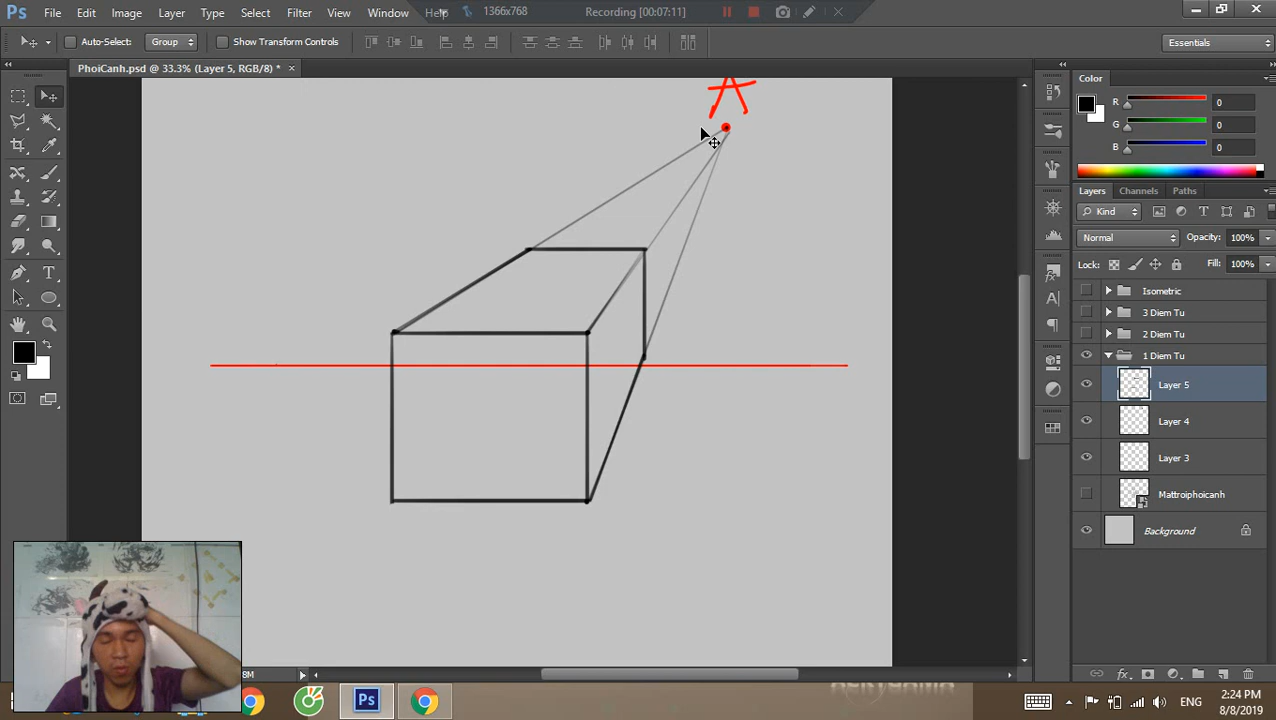 Ps File Edit Image Layer Type Select Filter View Window Help 1366x768 Recording [00:07:11]
Auto-Select: Group Show Transform Controls Essentials
PhoiCanh.psd @ 33.3% (Layer 5, RGB/8) *
A
Color
R 0
G 0
B 0
Layers Channels Paths
Kind
Normal Opacity: 100%
Lock: Fill: 100%
Isometric
3 Diem Tu
2 Diem Tu
1 Diem Tu
Layer 5
Layer 4
Layer 3
Mattroiphoicanh
Background
8M
Ps ENG 2:24 PM
8/8/2019